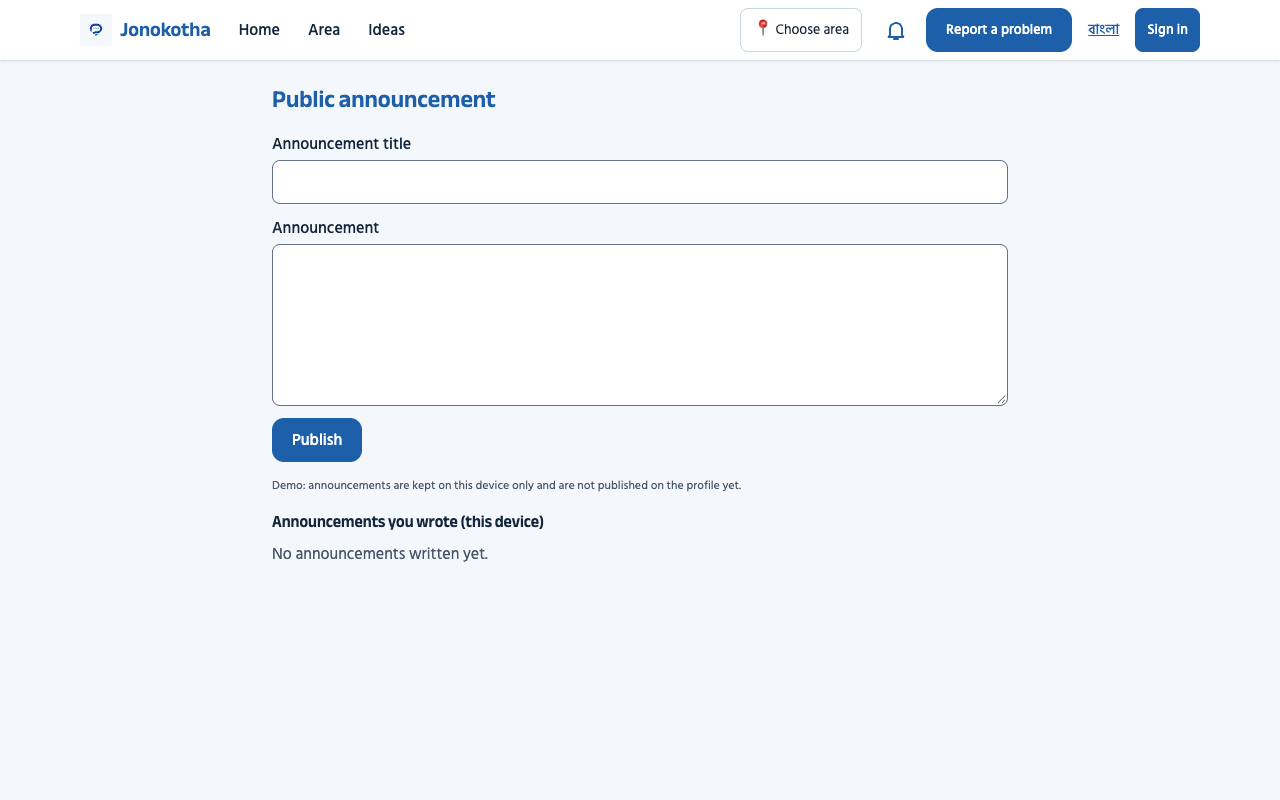 Jonokotha
Home
Area
Ideas
Choose area
Report a problem
বাংলা
Sign in
Public announcement
Announcement title
Announcement
Publish
Demo: announcements are kept on this device only and are not published on the profile yet.
Announcements you wrote (this device)
No announcements written yet.